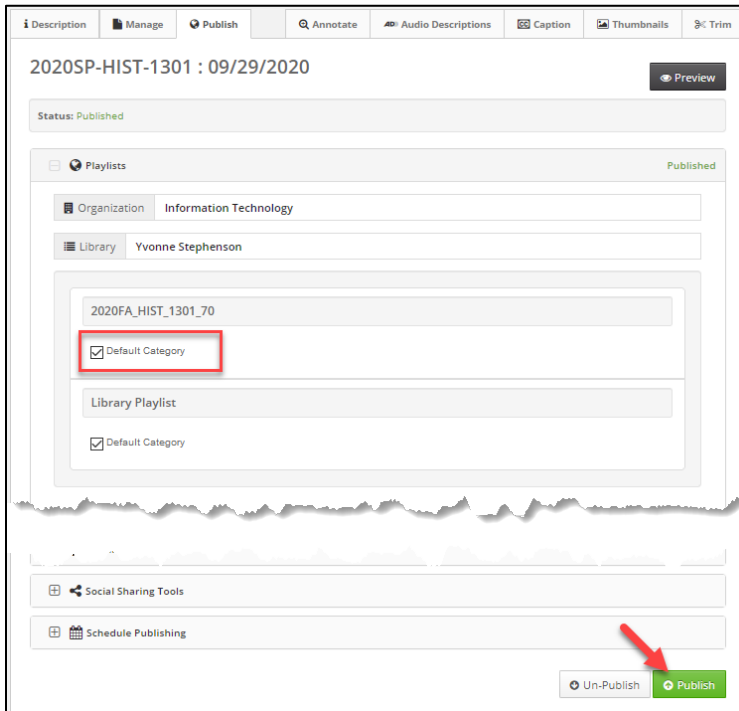 i Description Manage Publish Annotate AD Audio Descriptions CC Caption Thumbnails Trim
2020SP-HIST-1301 : 09/29/2020
Preview
Status: Published
Playlists Published
Organization Information Technology
Library Yvonne Stephenson
2020FA_HIST_1301_70
Default Category
Library Playlist
Default Category
Social Sharing Tools
Schedule Publishing
Un-Publish Publish